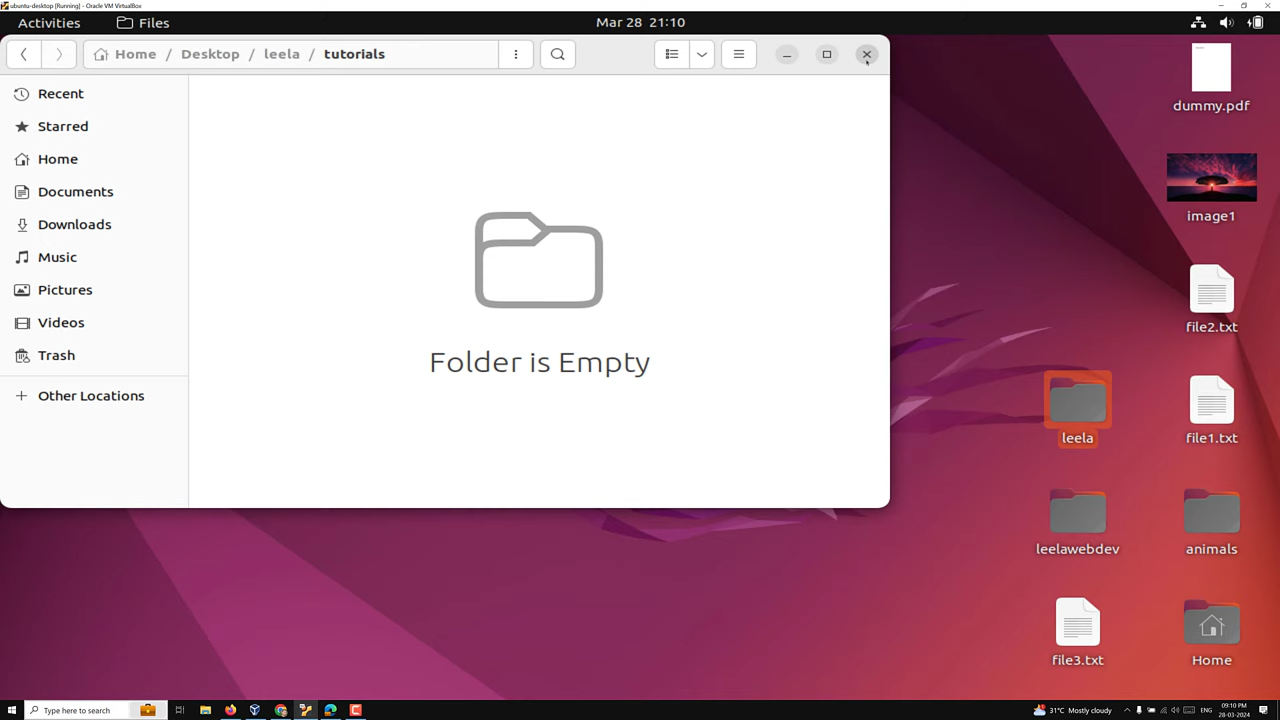 ubuntu-desktop [Running] - Oracle VM VirtualBox
Activities
Files
Mar 28 21:10
Home / Desktop / leela / tutorials
Recent
Starred
Home
Documents
Downloads
Music
Pictures
Videos
Trash
Other Locations
Folder is Empty
dummy.pdf
image1
file2.txt
leela
file1.txt
leelawebdev
animals
file3.txt
Home
Type here to search
31°C Mostly cloudy
ENG
09:10 PM
28-03-2024